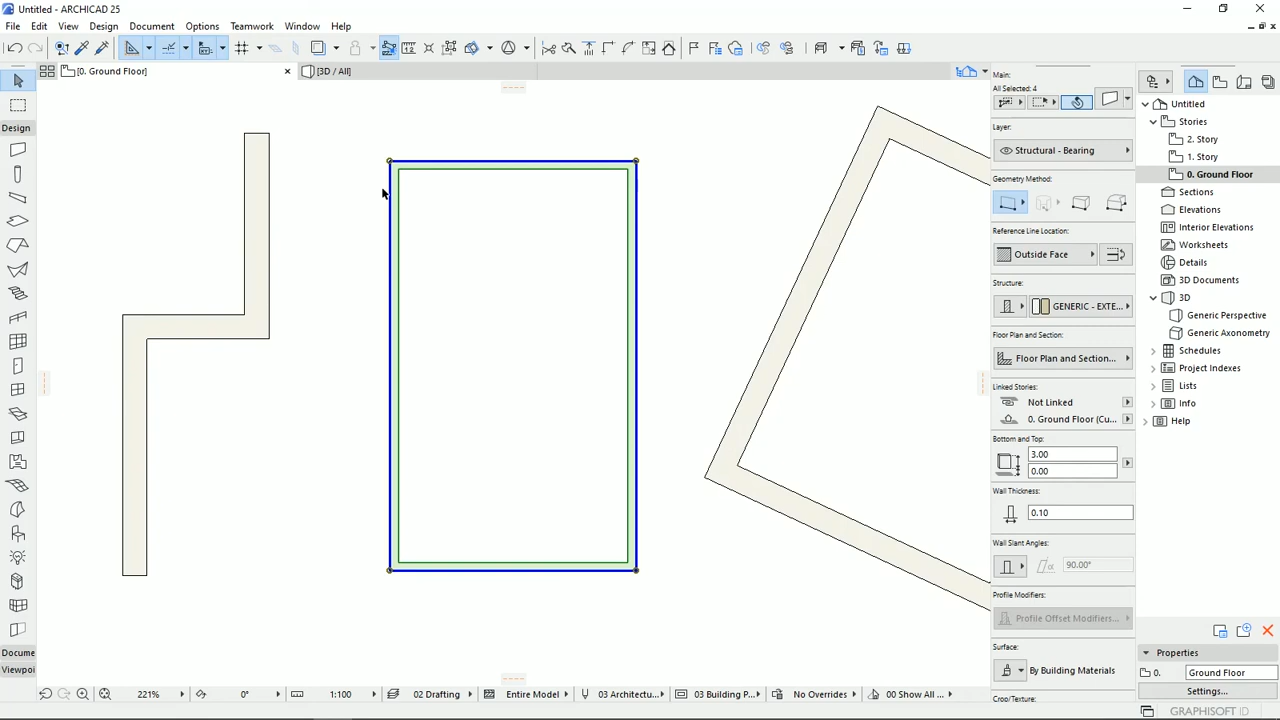 Untitled - ARCHICAD 25
File Edit View Design Document Options Teamwork Window Help
[0. Ground Floor]
[3D / All]
Design
Docume
Viewpoi
Main:
All Selected: 4
Layer:
Structural - Bearing
Geometry Method:
Reference Line Location:
Outside Face
Structure:
GENERIC - EXTE...
Floor Plan and Section:
Floor Plan and Section...
Linked Stories:
Not Linked
0. Ground Floor (Cu...
Bottom and Top:
3.00
0.00
Wall Thickness:
0.10
Wall Slant Angles:
90.00°
Profile Modifiers:
Profile Offset Modifiers...
Surface:
By Building Materials
Crop/Texture:
Untitled
Stories
2. Story
1. Story
0. Ground Floor
Sections
Elevations
Interior Elevations
Worksheets
Details
3D Documents
3D
Generic Perspective
Generic Axonometry
Schedules
Project Indexes
Lists
Info
Help
Properties
0.
Ground Floor
Settings...
GRAPHISOFT ID
221%
0°
1:100
02 Drafting
Entire Model
03 Architectu...
03 Building P...
No Overrides
00 Show All ...